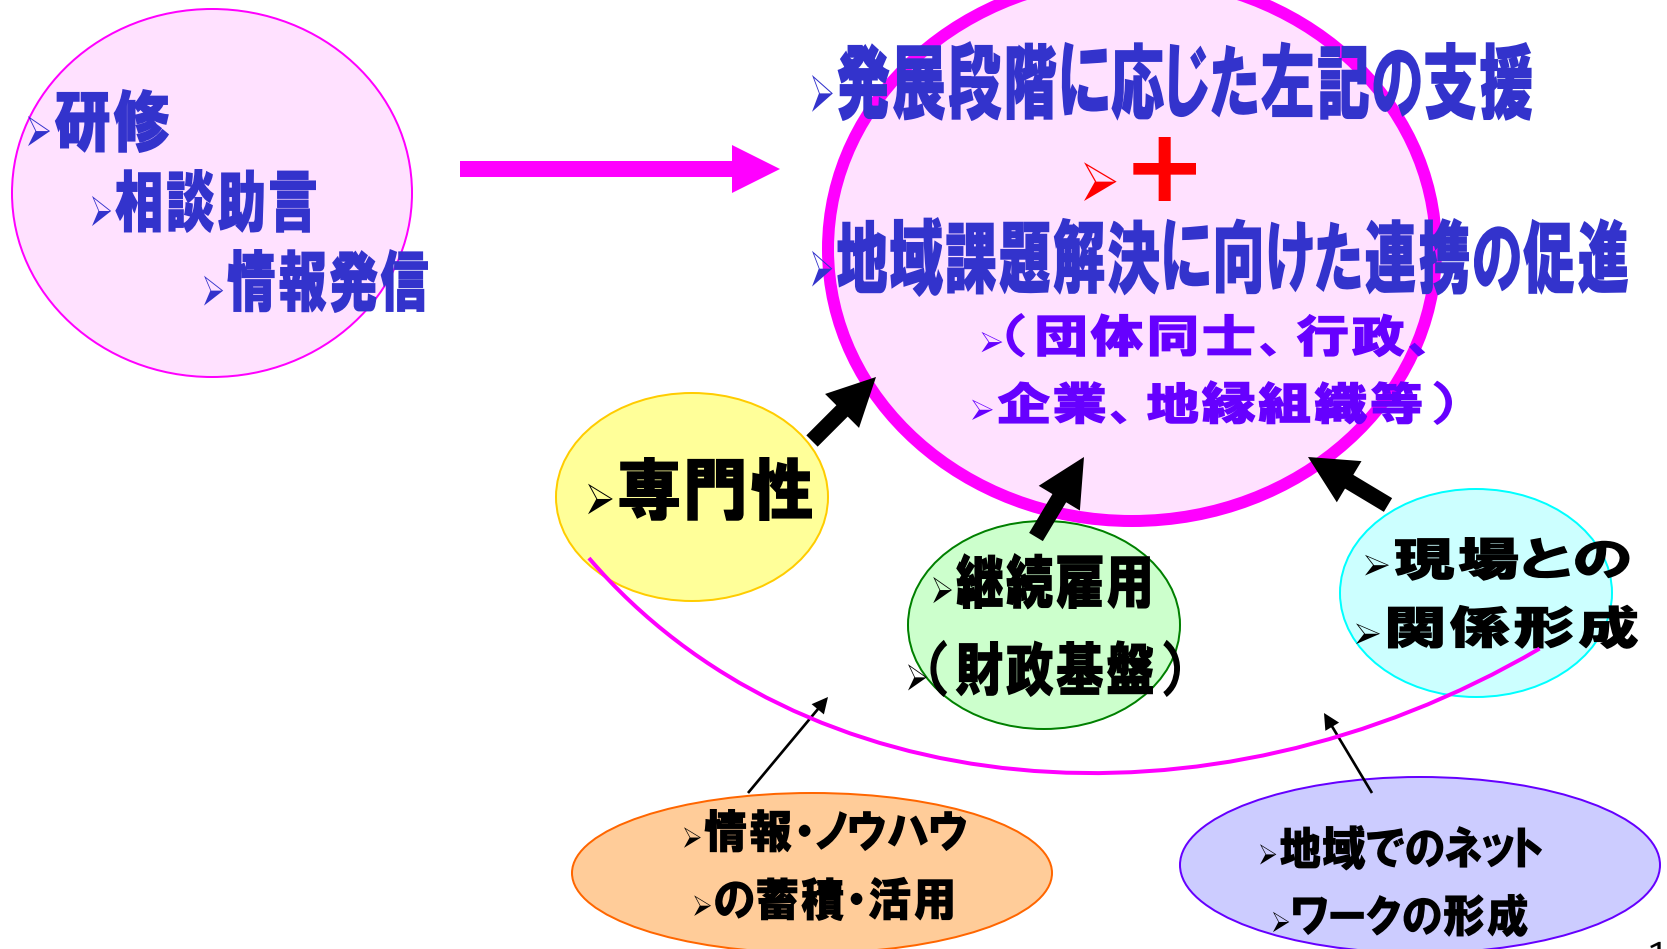 ➢研修
➢相談助言
➢情報発信
➢発展段階に応じた左記の支援
➢＋
➢地域課題解決に向けた連携の促進
➢（団体同士、行政、
➢企業、地縁組織等）
➢専門性
➢継続雇用
➢（財政基盤）
➢現場との
➢関係形成
➢情報・ノウハウ
➢の蓄積・活用
➢地域でのネット
➢ワークの形成